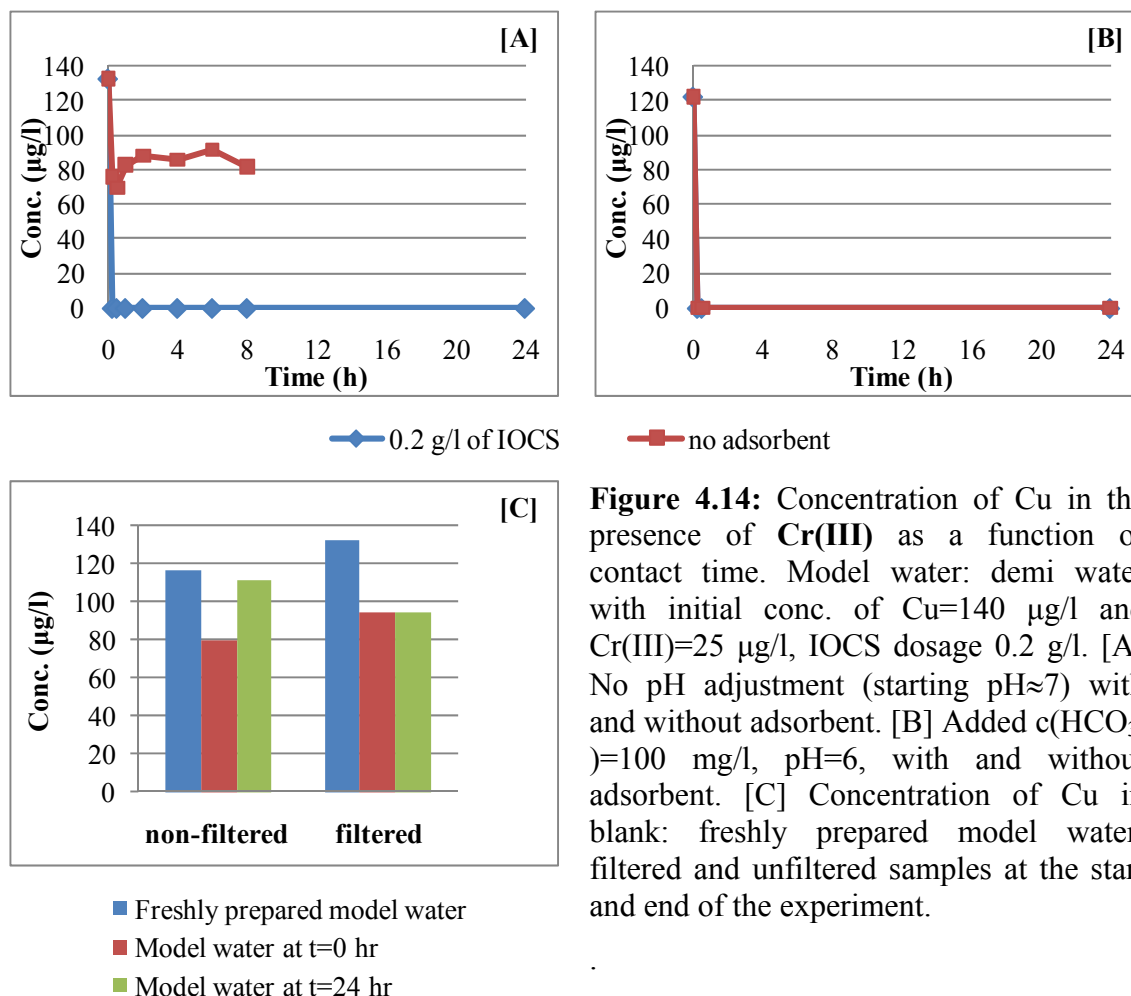 [A]
140
120
100
80
60
40
20
0
Conc. (µg/l)
0 4 8 12 16 20 24
Time (h)
[B]
140
120
100
80
60
40
20
0
Conc. (µg/l)
0 4 8 12 16 20 24
Time (h)
0.2 g/l of IOCS no adsorbent
[C]
140
120
100
80
60
40
20
0
Conc. (µg/l)
non-filtered filtered
Freshly prepared model water
Model water at t=0 hr
Model water at t=24 hr
Figure 4.14: Concentration of Cu in the
presence of Cr(III) as a function o
contact time. Model water: demi wate
with initial conc. of Cu=140 µg/l and
Cr(III)=25 µg/l, IOCS dosage 0.2 g/l. [A
No pH adjustment (starting pH≈7) with
and without adsorbent. [B] Added c(HCO3
)=100 mg/l, pH=6, with and withou
adsorbent. [C] Concentration of Cu in
blank: freshly prepared model water
filtered and unfiltered samples at the star
and end of the experiment.
.